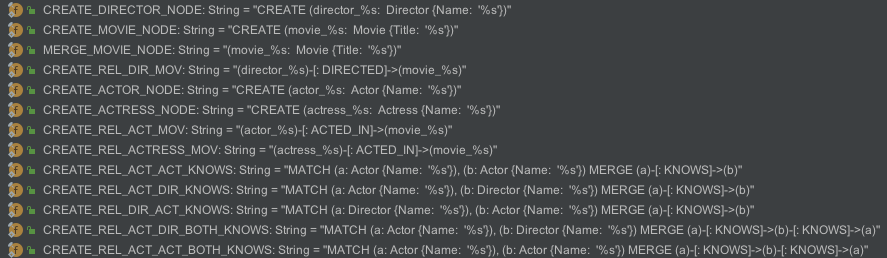 CREATE_DIRECTOR_NODE: String = "CREATE (director_%s: Director {Name: '%s'})"
CREATE_MOVIE_NODE: String = "CREATE (movie_%s: Movie {Title: '%s'})"
MERGE_MOVIE_NODE: String = "(movie_%s: Movie {Title: '%s'})"
CREATE_REL_DIR_MOV: String = "(director_%s)-[: DIRECTED]->(movie_%s)"
CREATE_ACTOR_NODE: String = "CREATE (actor_%s: Actor {Name: '%s'})"
CREATE_ACTRESS_NODE: String = "CREATE (actress_%s: Actress {Name: '%s'})"
CREATE_REL_ACT_MOV: String = "(actor_%s)-[: ACTED_IN]->(movie_%s)"
CREATE_REL_ACTRESS_MOV: String = "(actress_%s)-[: ACTED_IN]->(movie_%s)"
CREATE_REL_ACT_ACT_KNOWS: String = "MATCH (a: Actor {Name: '%s'}), (b: Actor {Name: '%s'}) MERGE (a)-[: KNOWS]->(b)"
CREATE_REL_ACT_DIR_KNOWS: String = "MATCH (a: Actor {Name: '%s'}), (b: Director {Name: '%s'}) MERGE (a)-[: KNOWS]->(b)"
CREATE_REL_DIR_ACT_KNOWS: String = "MATCH (a: Director {Name: '%s'}), (b: Actor {Name: '%s'}) MERGE (a)-[: KNOWS]->(b)"
CREATE_REL_ACT_DIR_BOTH_KNOWS: String = "MATCH (a: Actor {Name: '%s'}), (b: Director {Name: '%s'}) MERGE (a)-[: KNOWS]->(b)-[: KNOWS]->(a)"
CREATE_REL_ACT_ACT_BOTH_KNOWS: String = "MATCH (a: Actor {Name: '%s'}), (b: Actor {Name: '%s'}) MERGE (a)-[: KNOWS]->(b)-[: KNOWS]->(a)"